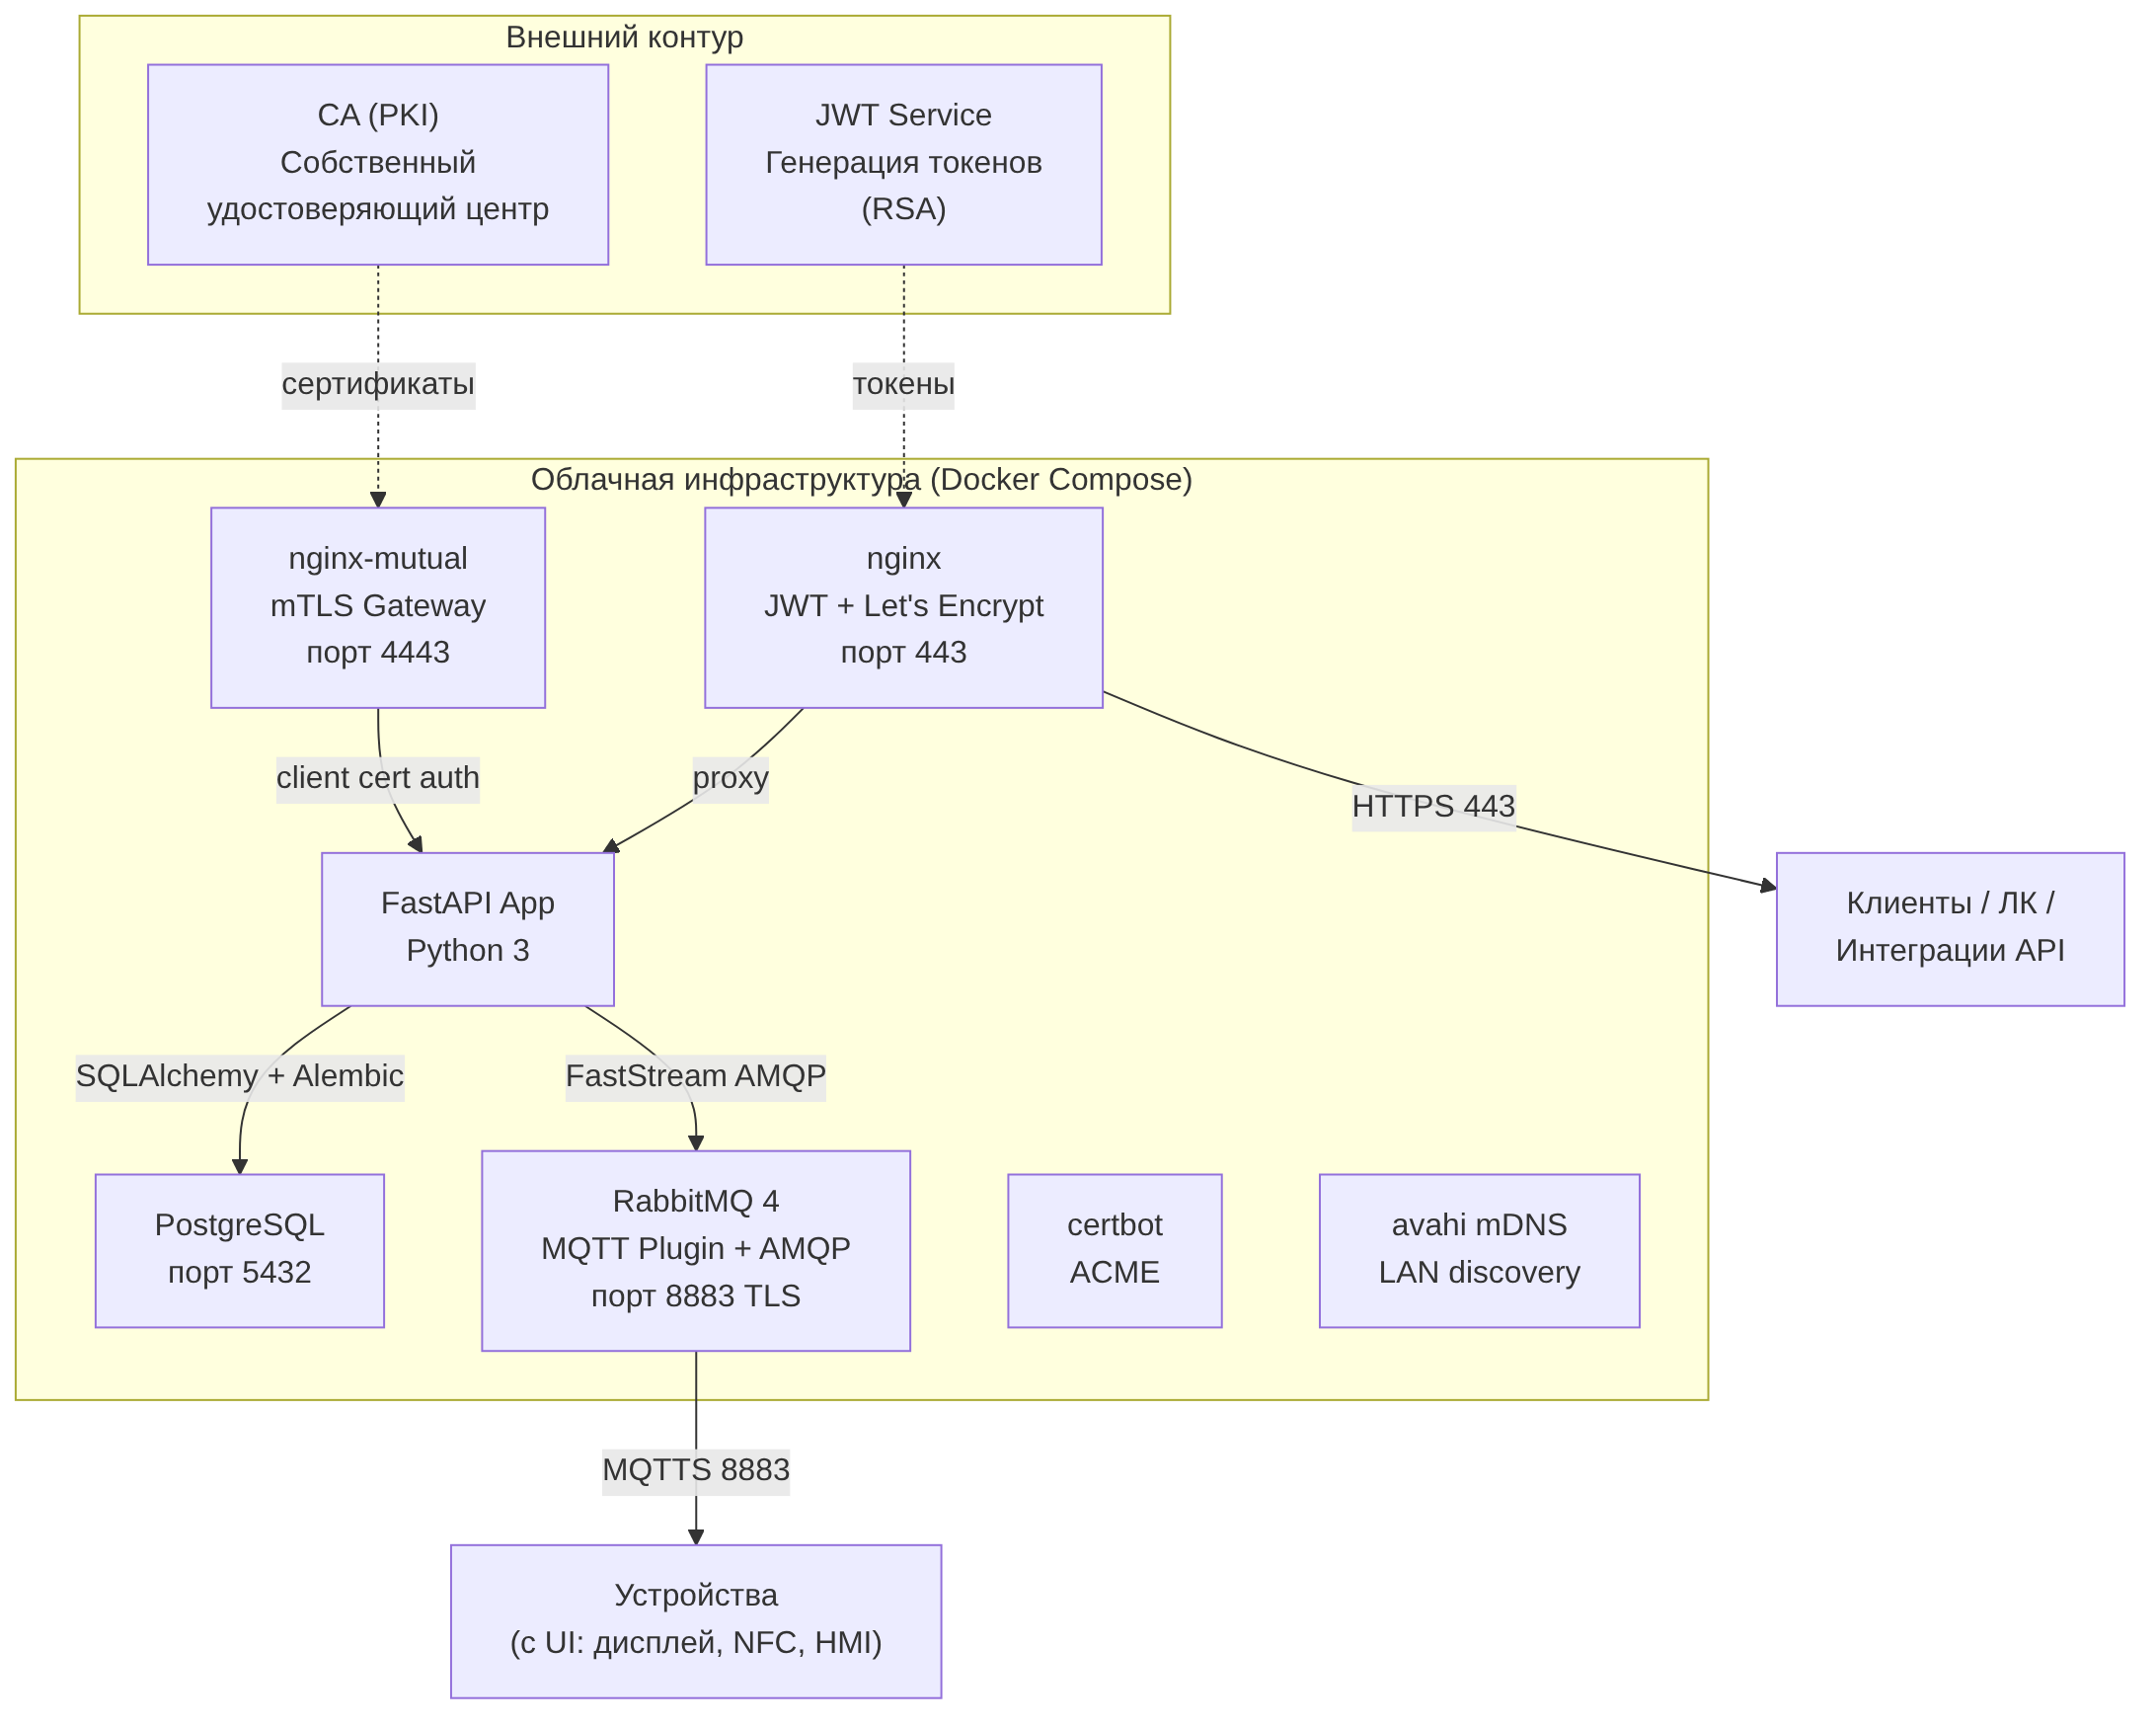 Внешний контур
CA (PKI)
Собственный
удостоверяющий центр
JWT Service
Генерация токенов
(RSA)
сертификаты
токены
Облачная инфраструктура (Docker Compose)
nginx-mutual
mTLS Gateway
порт 4443
nginx
JWT + Let's Encrypt
порт 443
client cert auth
proxy
HTTPS 443
FastAPI App
Python 3
Клиенты / ЛК /
Интеграции API
SQLAlchemy + Alembic
FastStream AMQP
PostgreSQL
порт 5432
RabbitMQ 4
MQTT Plugin + AMQP
порт 8883 TLS
certbot
ACME
avahi mDNS
LAN discovery
MQTTS 8883
Устройства
(с UI: дисплей, NFC, HMI)